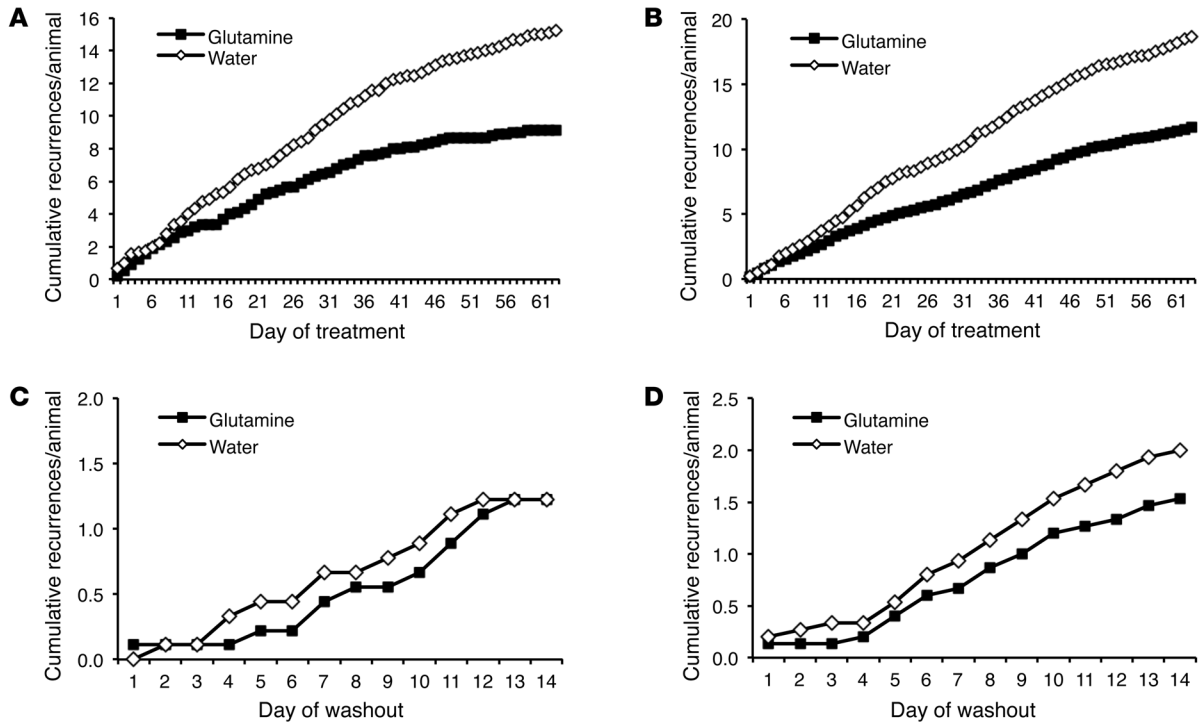 A
Cumulative recurrences/animal
16
14
12
10
8
6
4
2
0
Glutamine
Water
1 6 11 16 21 26 31 36 41 46 51 56 61
Day of treatment
B
Cumulative recurrences/animal
20
15
10
5
0
Glutamine
Water
1 6 11 16 21 26 31 36 41 46 51 56 61
Day of treatment
C
Cumulative recurrences/animal
2.0
1.5
1.0
0.5
0.0
Glutamine
Water
1 2 3 4 5 6 7 8 9 10 11 12 13 14
Day of washout
D
Cumulative recurrences/animal
2.5
2.0
1.5
1.0
0.5
0.0
Glutamine
Water
1 2 3 4 5 6 7 8 9 10 11 12 13 14
Day of washout